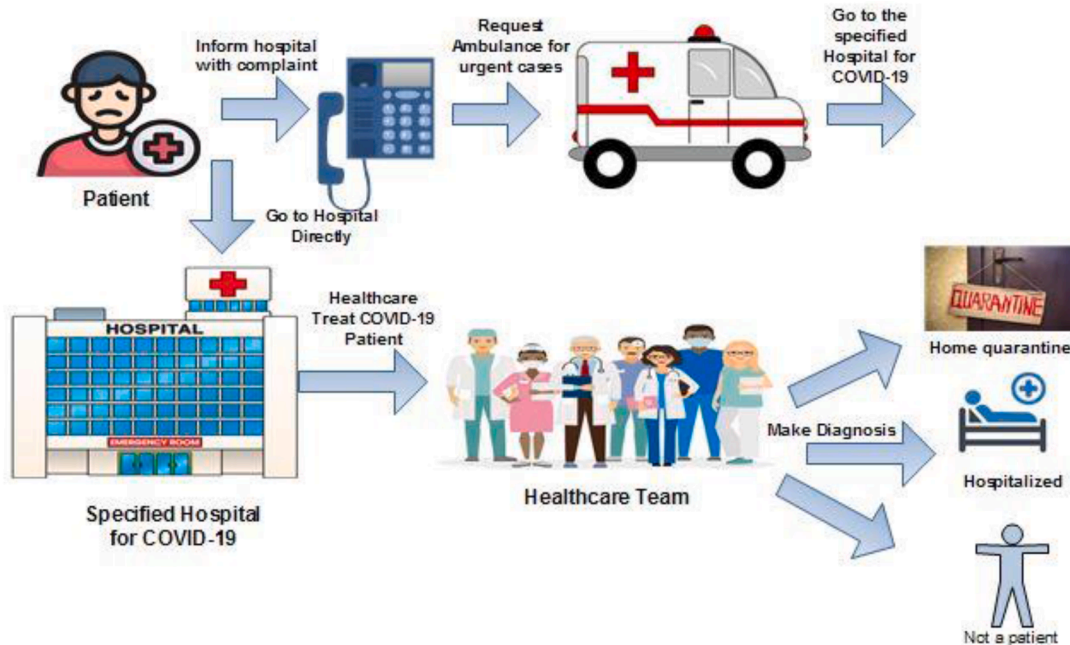 Inform hospital
with complaint
Request
Ambulance for
urgent cases
Go to the
specified
Hospital for
COVID-19
Patient
Go to Hospital
Directly
HOSPITAL
EMERGENCY ROOM
Specified Hospital
for COVID-19
Healthcare
Treat COVID-19
Patient
Healthcare Team
Make Diagnosis
QUARANTINE
Home quarantine
Hospitalized
Not a patient